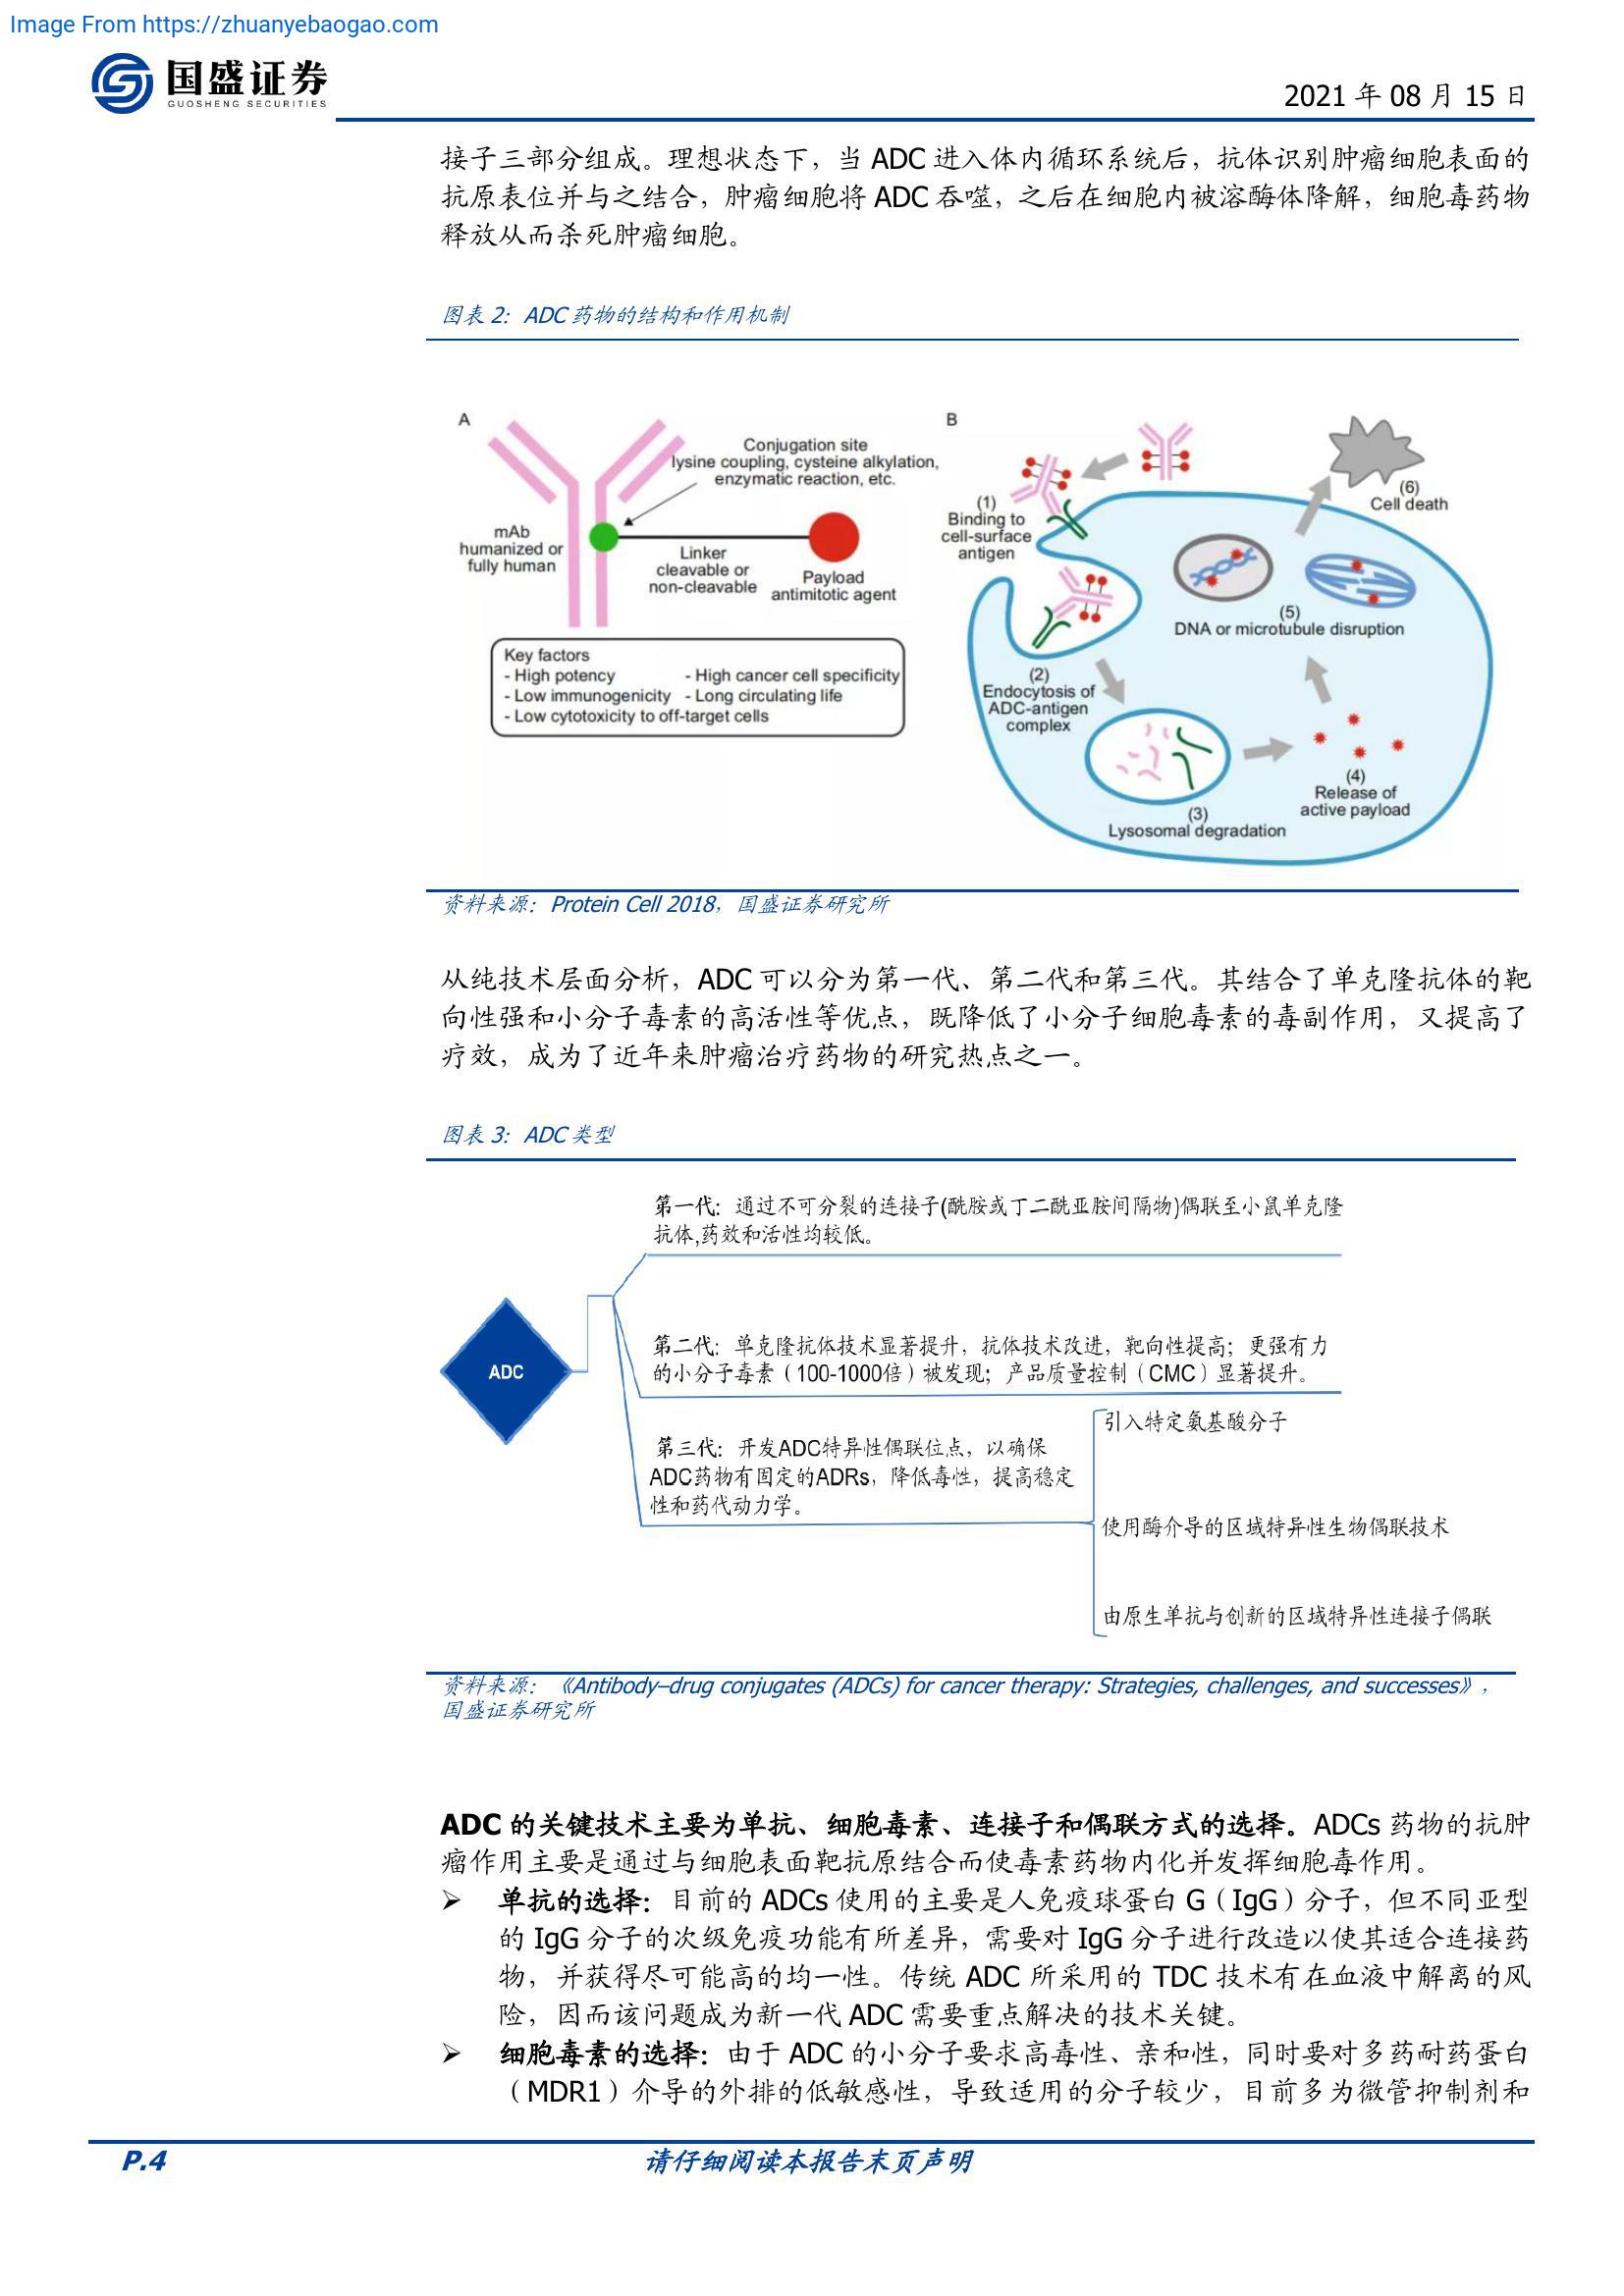 Image From https://zhuanyebaogao.com
国盛证券
GUOSHENG SECURITIES
2021 年 08 月 15 日
接子三部分组成。理想状态下，当 ADC 进入体内循环系统后，抗体识别肿瘤细胞表面的
抗原表位并与之结合，肿瘤细胞将 ADC 吞噬，之后在细胞内被溶酶体降解，细胞毒药物
释放从而杀死肿瘤细胞。
图表 2：ADC 药物的结构和作用机制
A
Conjugation site
lysine coupling, cysteine alkylation,
enzymatic reaction, etc.
mAb
humanized or
fully human
Linker
cleavable or
non-cleavable
Payload
antimitotic agent
Key factors
- High potency - High cancer cell specificity
- Low immunogenicity - Long circulating life
- Low cytotoxicity to off-target cells
B
(1)
Binding to
cell-surface
antigen
(2)
Endocytosis of
ADC-antigen
complex
(3)
Lysosomal degradation
(4)
Release of
active payload
(5)
DNA or microtubule disruption
(6)
Cell death
资料来源：Protein Cell 2018，国盛证券研究所
从纯技术层面分析，ADC 可以分为第一代、第二代和第三代。其结合了单克隆抗体的靶
向性强和小分子毒素的高活性等优点，既降低了小分子细胞毒素的毒副作用，又提高了
疗效，成为了近年来肿瘤治疗药物的研究热点之一。
图表 3：ADC 类型
ADC
第一代：通过不可分裂的连接子(酰胺或丁二酰亚胺间隔物)偶联至小鼠单克隆
抗体,药效和活性均较低。
第二代：单克隆抗体技术显著提升，抗体技术改进，靶向性提高；更强有力
的小分子毒素（100-1000倍）被发现；产品质量控制（CMC）显著提升。
第三代：开发ADC特异性偶联位点，以确保
ADC药物有固定的ADRs，降低毒性，提高稳定
性和药代动力学。
引入特定氨基酸分子
使用酶介导的区域特异性生物偶联技术
由原生单抗与创新的区域特异性连接子偶联
资料来源：《Antibody–drug conjugates (ADCs) for cancer therapy: Strategies, challenges, and successes》，
国盛证券研究所
ADC 的关键技术主要为单抗、细胞毒素、连接子和偶联方式的选择。ADCs 药物的抗肿
瘤作用主要是通过与细胞表面靶抗原结合而使毒素药物内化并发挥细胞毒作用。
➢ 单抗的选择：目前的 ADCs 使用的主要是人免疫球蛋白 G（IgG）分子，但不同亚型
的 IgG 分子的次级免疫功能有所差异，需要对 IgG 分子进行改造以使其适合连接药
物，并获得尽可能高的均一性。传统 ADC 所采用的 TDC 技术有在血液中解离的风
险，因而该问题成为新一代 ADC 需要重点解决的技术关键。
➢ 细胞毒素的选择：由于 ADC 的小分子要求高毒性、亲和性，同时要对多药耐药蛋白
（MDR1）介导的外排的低敏感性，导致适用的分子较少，目前多为微管抑制剂和
P.4
请仔细阅读本报告末页声明